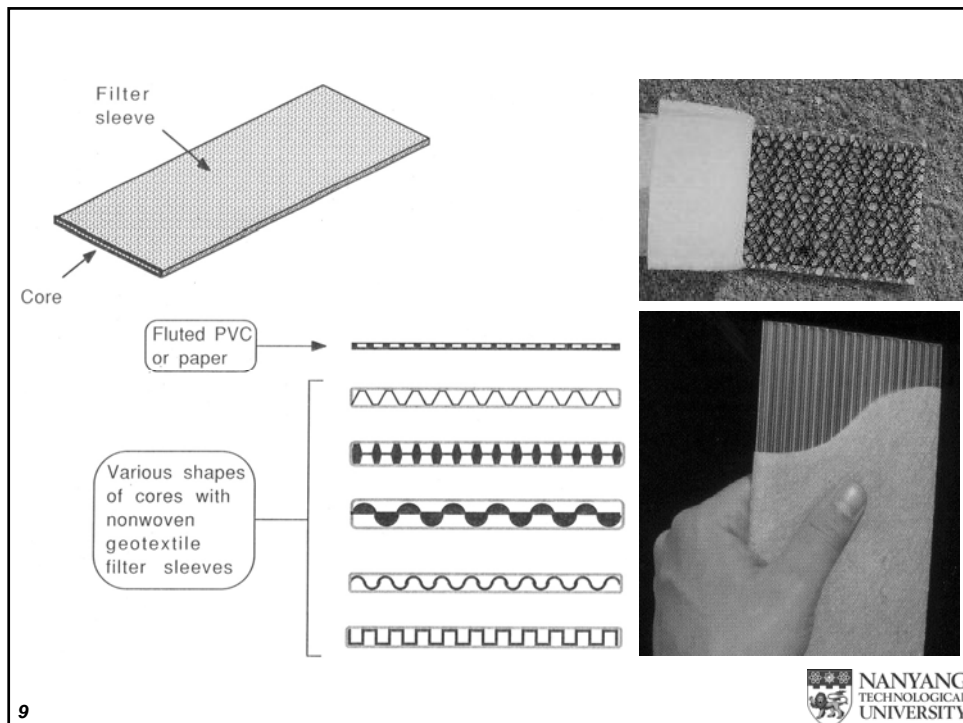 Filter
sleeve
Core
Fluted PVC
or paper
Various shapes
of cores with
nonwoven
geotextile
filter sleeves
9
NANYANG
TECHNOLOGICAL
UNIVERSITY